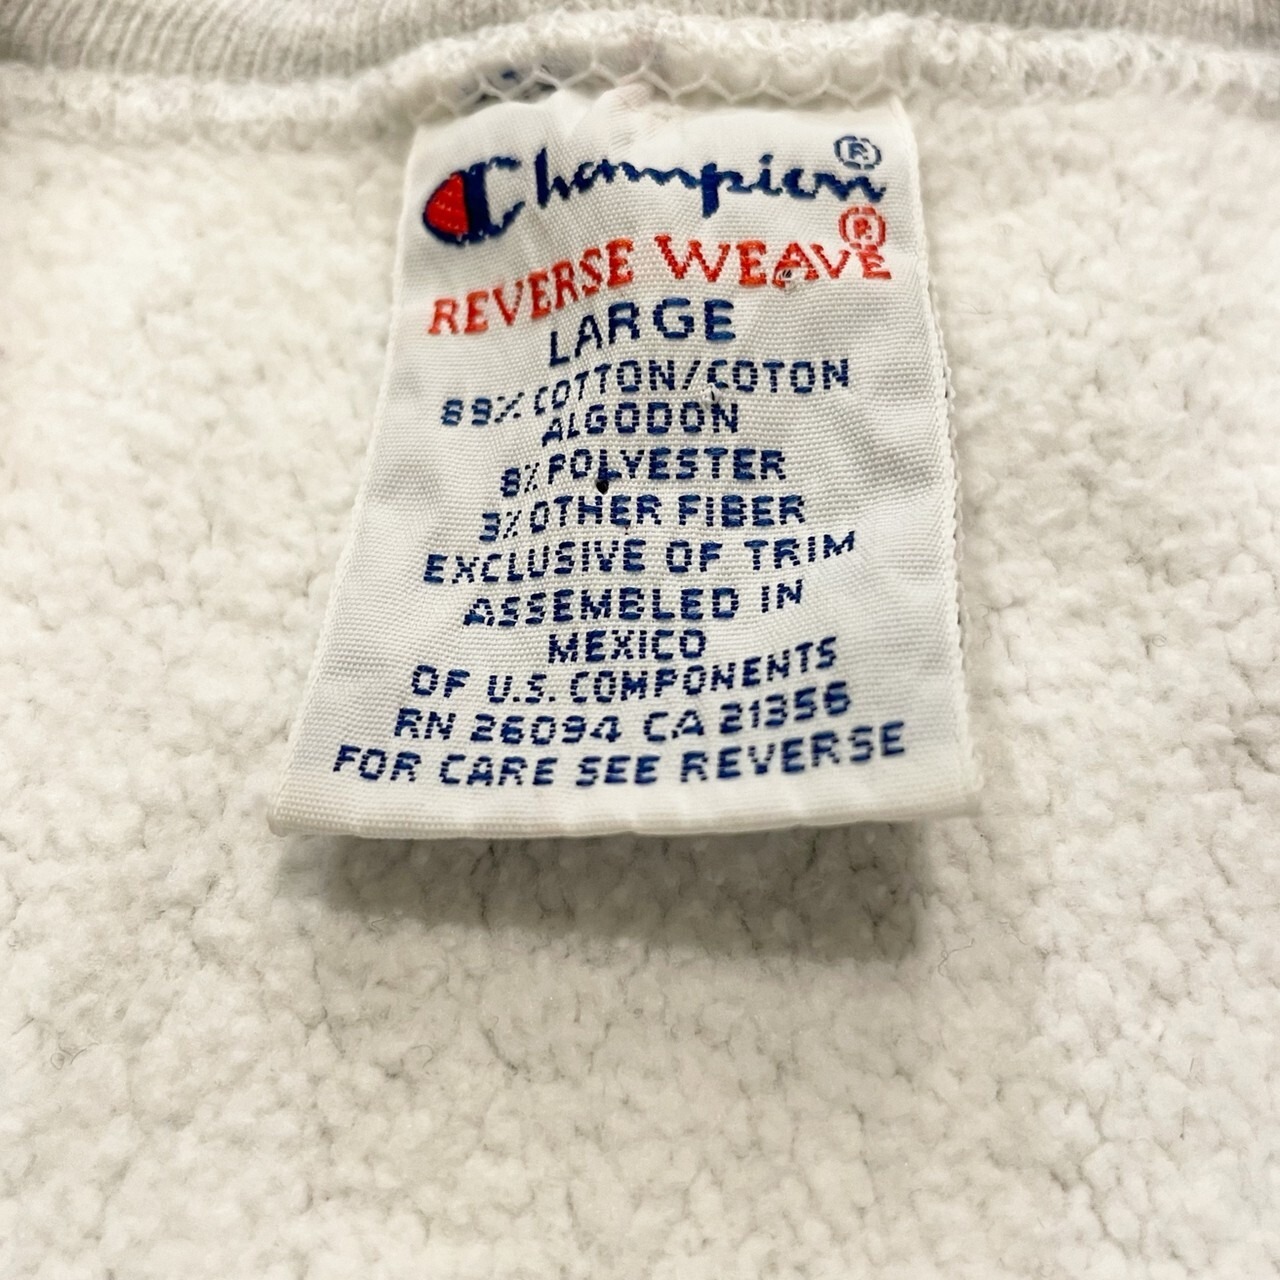 Champion®
REVERSE WEAVE®
LARGE
89% COTTON/COTON
ALGODON
8% POLYESTER
3% OTHER FIBER
EXCLUSIVE OF TRIM
ASSEMBLED IN
MEXICO
OF U.S. COMPONENTS
RN 26094 CA 21356
FOR CARE SEE REVERSE